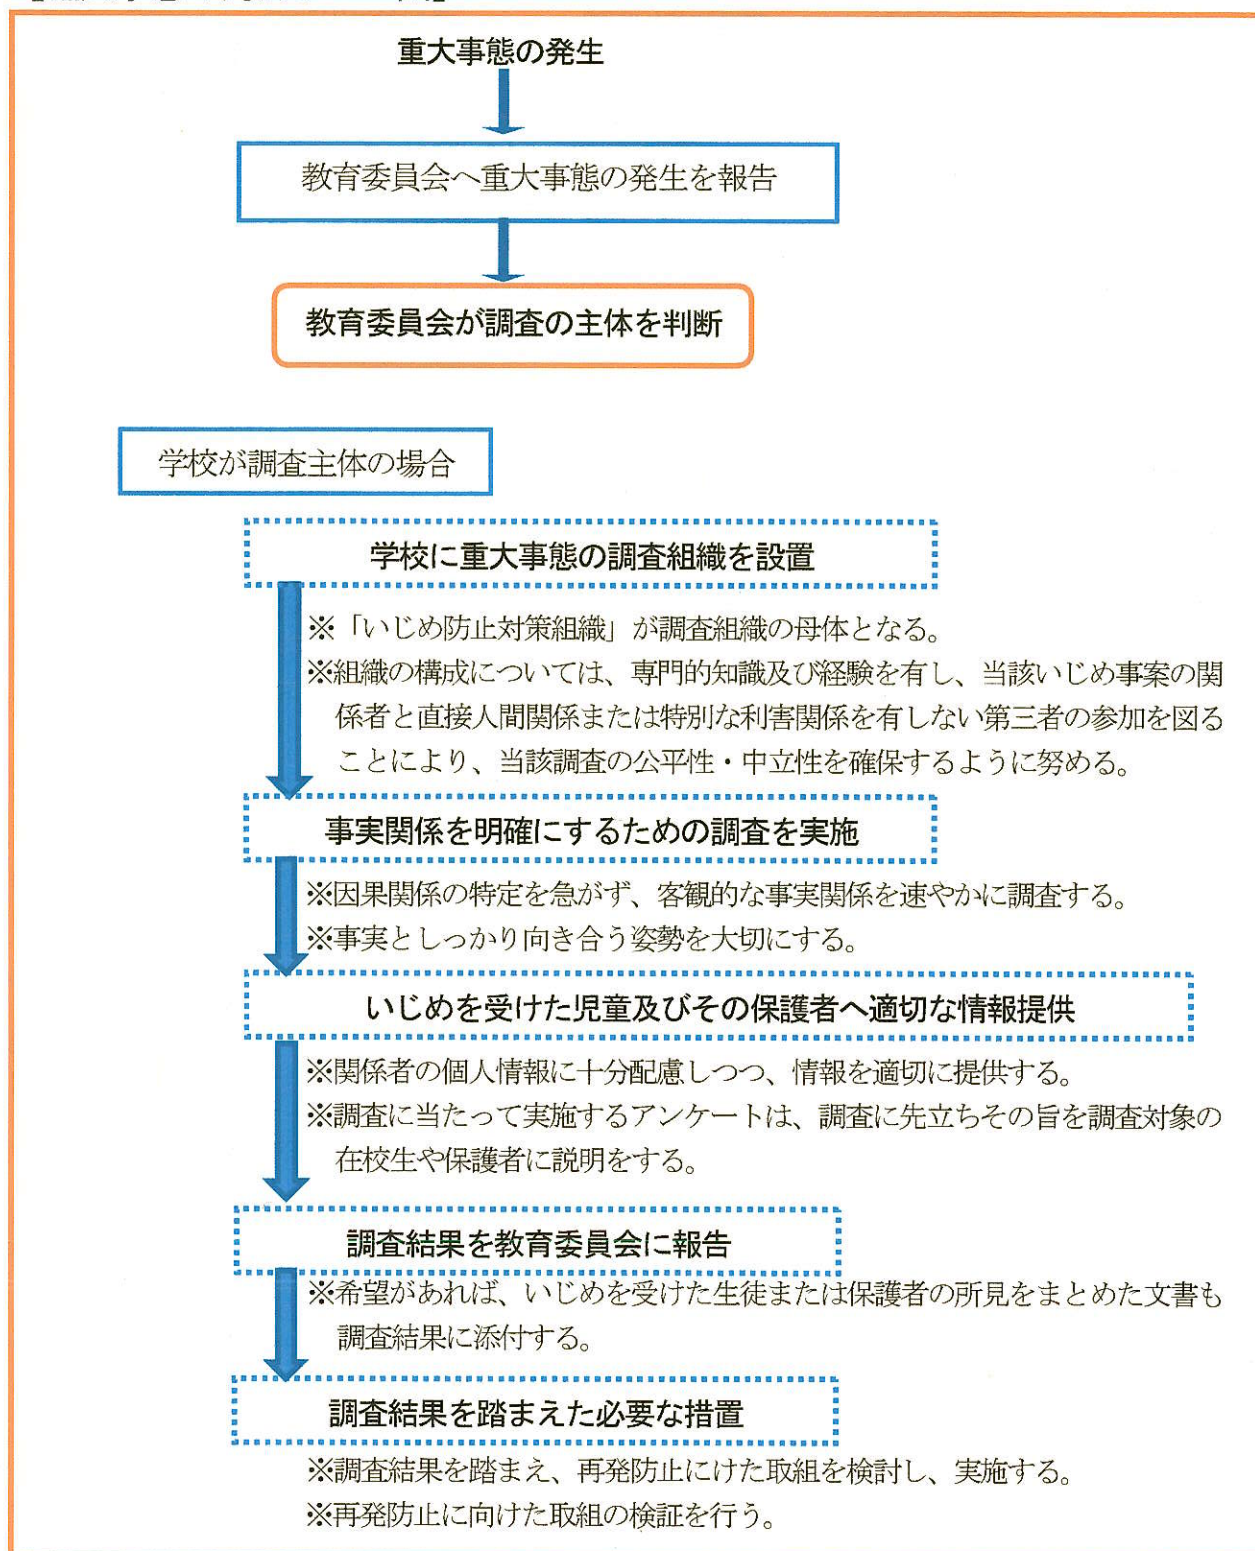 重大事態の発生
教育委員会へ重大事態の発生を報告
教育委員会が調査の主体を判断
学校が調査主体の場合
学校に重大事態の調査組織を設置
※「いじめ防止対策組織」が調査組織の母体となる。
※組織の構成については、専門的知識及び経験を有し、当該いじめ事案の関
係者と直接人間関係または特別な利害関係を有しない第三者の参加を図る
ことにより、当該調査の公平性・中立性を確保するように努める。
事実関係を明確にするための調査を実施
※因果関係の特定を急がず、客観的な事実関係を速やかに調査する。
※事実としっかり向き合う姿勢を大切にする。
いじめを受けた児童及びその保護者へ適切な情報提供
※関係者の個人情報に十分配慮しつつ、情報を適切に提供する。
※調査に当たって実施するアンケートは、調査に先立ちその旨を調査対象の
在校生や保護者に説明をする。
調査結果を教育委員会に報告
※希望があれば、いじめを受けた生徒または保護者の所見をまとめた文書も
調査結果に添付する。
調査結果を踏まえた必要な措置
※調査結果を踏まえ、再発防止にけた取組を検討し、実施する。
※再発防止に向けた取組の検証を行う。